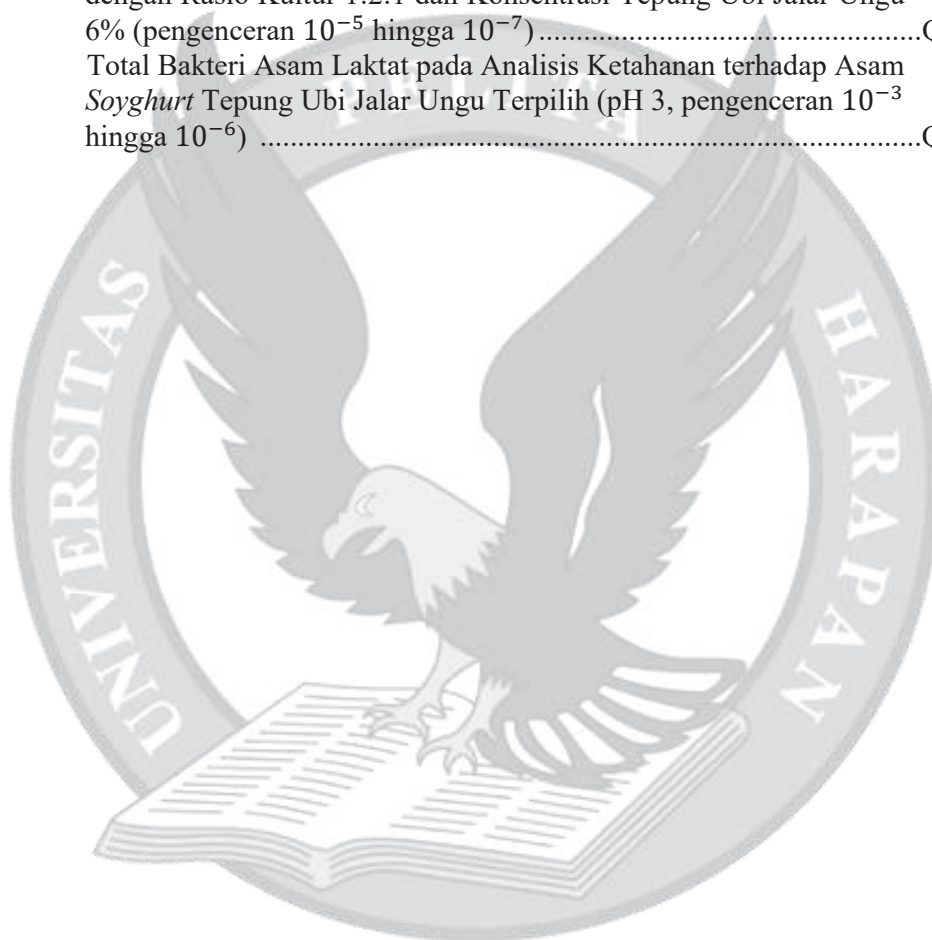 dengan Rasio Kultur 1:2:1 dan Konsentrasi Tepung Ubi Jalar Ungu
6% (pengenceran 10⁻⁵ hingga 10⁻⁷) ..........................................................
Total Bakteri Asam Laktat pada Analisis Ketahanan terhadap Asam
Soyghurt Tepung Ubi Jalar Ungu Terpilih (pH 3, pengenceran 10⁻³
hingga 10⁻⁶) ..........................................................................................
UNIVERSITAS
PELITA
HARAPAN